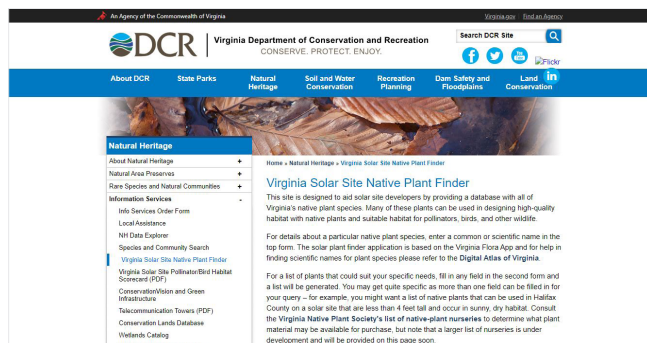 An Agency of the Commonwealth of Virginia
Virginia.gov Find an Agency
DCR
Virginia Department of Conservation and Recreation
CONSERVE. PROTECT. ENJOY.
Search DCR Site
Flickr
About DCR
State Parks
Natural Heritage
Soil and Water Conservation
Recreation Planning
Dam Safety and Floodplains
Land Conservation
Natural Heritage
About Natural Heritage +
Natural Area Preserves +
Rare Species and Natural Communities +
Information Services -
Info Services Order Form
Local Assistance
NH Data Explorer
Species and Community Search
Virginia Solar Site Native Plant Finder
Virginia Solar Site Pollinator/Bird Habitat
Scorecard (PDF)
ConservationVision and Green
Infrastructure
Telecommunication Towers (PDF)
Conservation Lands Database
Wetlands Catalog
Home » Natural Heritage » Virginia Solar Site Native Plant Finder
Virginia Solar Site Native Plant Finder
This site is designed to aid solar site developers by providing a database with all of
Virginia's native plant species. Many of these plants can be used in designing high-quality
habitat with native plants and suitable habitat for pollinators, birds, and other wildlife.
For details about a particular native plant species, enter a common or scientific name in the
top form. The solar plant finder application is based on the Virginia Flora App and for help in
finding scientific names for plant species please refer to the Digital Atlas of Virginia.
For a list of plants that could suit your specific needs, fill in any field in the second form and
a list will be generated. You may get quite specific as more than one field can be filled in for
your query – for example, you might want a list of native plants that can be used in Halifax
County on a solar site that are less than 4 feet tall and occur in sunny, dry habitat. Consult
the Virginia Native Plant Society's list of native-plant nurseries to determine what plant
material may be available for purchase, but note that a larger list of nurseries is under
development and will be provided on this page soon.